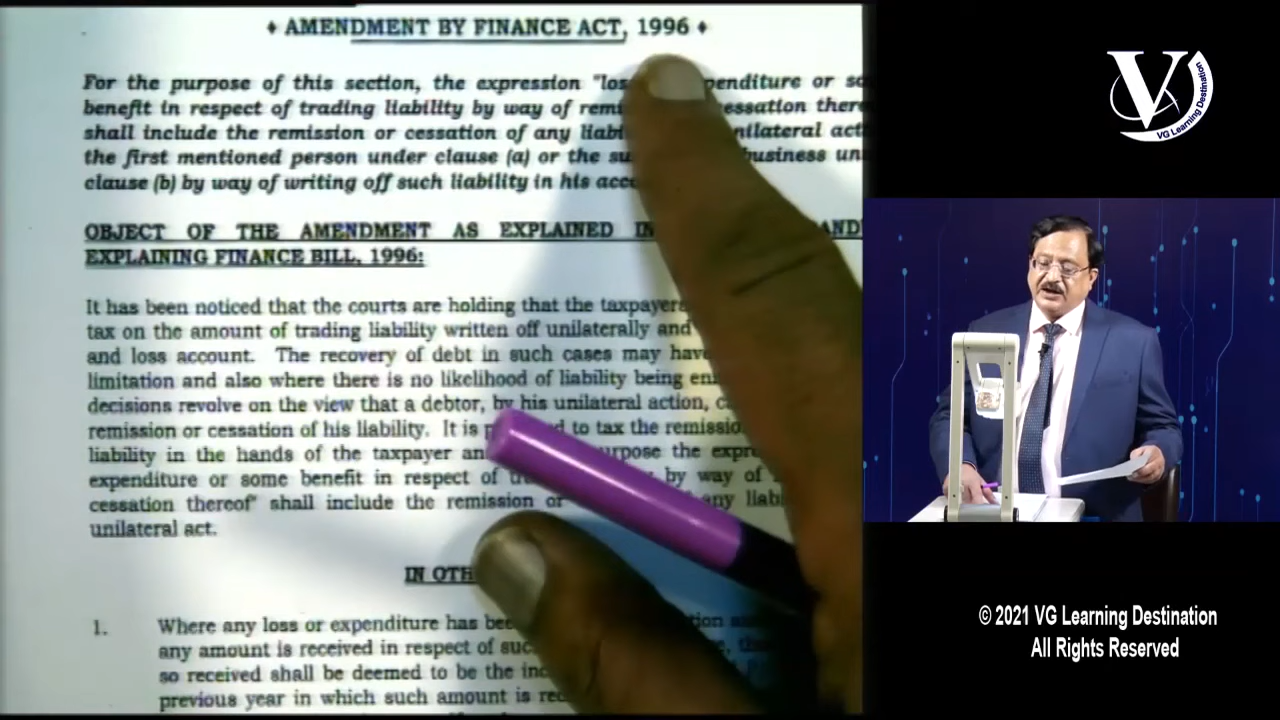 ♦ AMENDMENT BY FINANCE ACT, 1996 ♦
For the purpose of this section, the expression "los penditure or so
benefit in respect of trading liability by way of remi essation there
shall include the remission or cessation of any liabi nilateral act
the first mentioned person under clause (a) or the su business un
clause (b) by way of writing off such liability in his acc
OBJECT OF THE AMENDMENT AS EXPLAINED IN AND
EXPLAINING FINANCE BILL, 1996:
It has been noticed that the courts are holding that the taxpayers
tax on the amount of trading liability written off unilaterally and
and loss account. The recovery of debt in such cases may have
limitation and also where there is no likelihood of liability being en
decisions revolve on the view that a debtor, by his unilateral action, c
remission or cessation of his liability. It is p d to tax the remissio
liability in the hands of the taxpayer an urpose the expre
expenditure or some benefit in respect of tr by way of
cessation thereof" shall include the remission or any liab
unilateral act.
IN OTH
1. Where any loss or expenditure has bee tion a
any amount is received in respect of suc
so received shall be deemed to be the inc
previous year in which such amount is rec
V
VG Learning Destination
© 2021 VG Learning Destination
All Rights Reserved